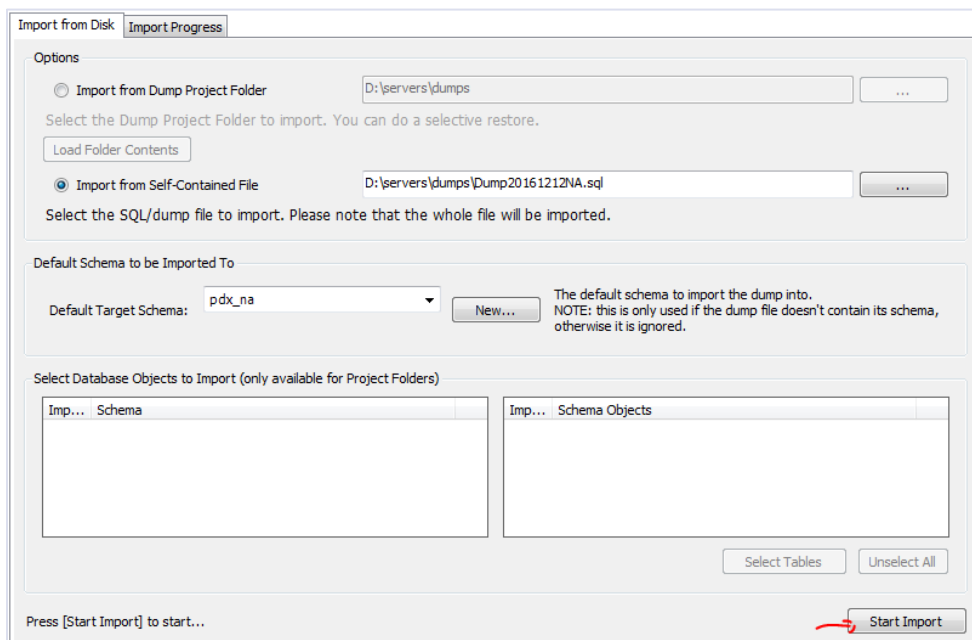 Import from Disk Import Progress
Options
Import from Dump Project Folder D:\servers\dumps ...
Select the Dump Project Folder to import. You can do a selective restore.
Load Folder Contents
Import from Self-Contained File D:\servers\dumps\Dump20161212NA.sql ...
Select the SQL/dump file to import. Please note that the whole file will be imported.
Default Schema to be Imported To
Default Target Schema: pdx_na New...
The default schema to import the dump into.
NOTE: this is only used if the dump file doesn't contain its schema,
otherwise it is ignored.
Select Database Objects to Import (only available for Project Folders)
Imp... Schema Imp... Schema Objects
Select Tables Unselect All
Press [Start Import] to start... Start Import